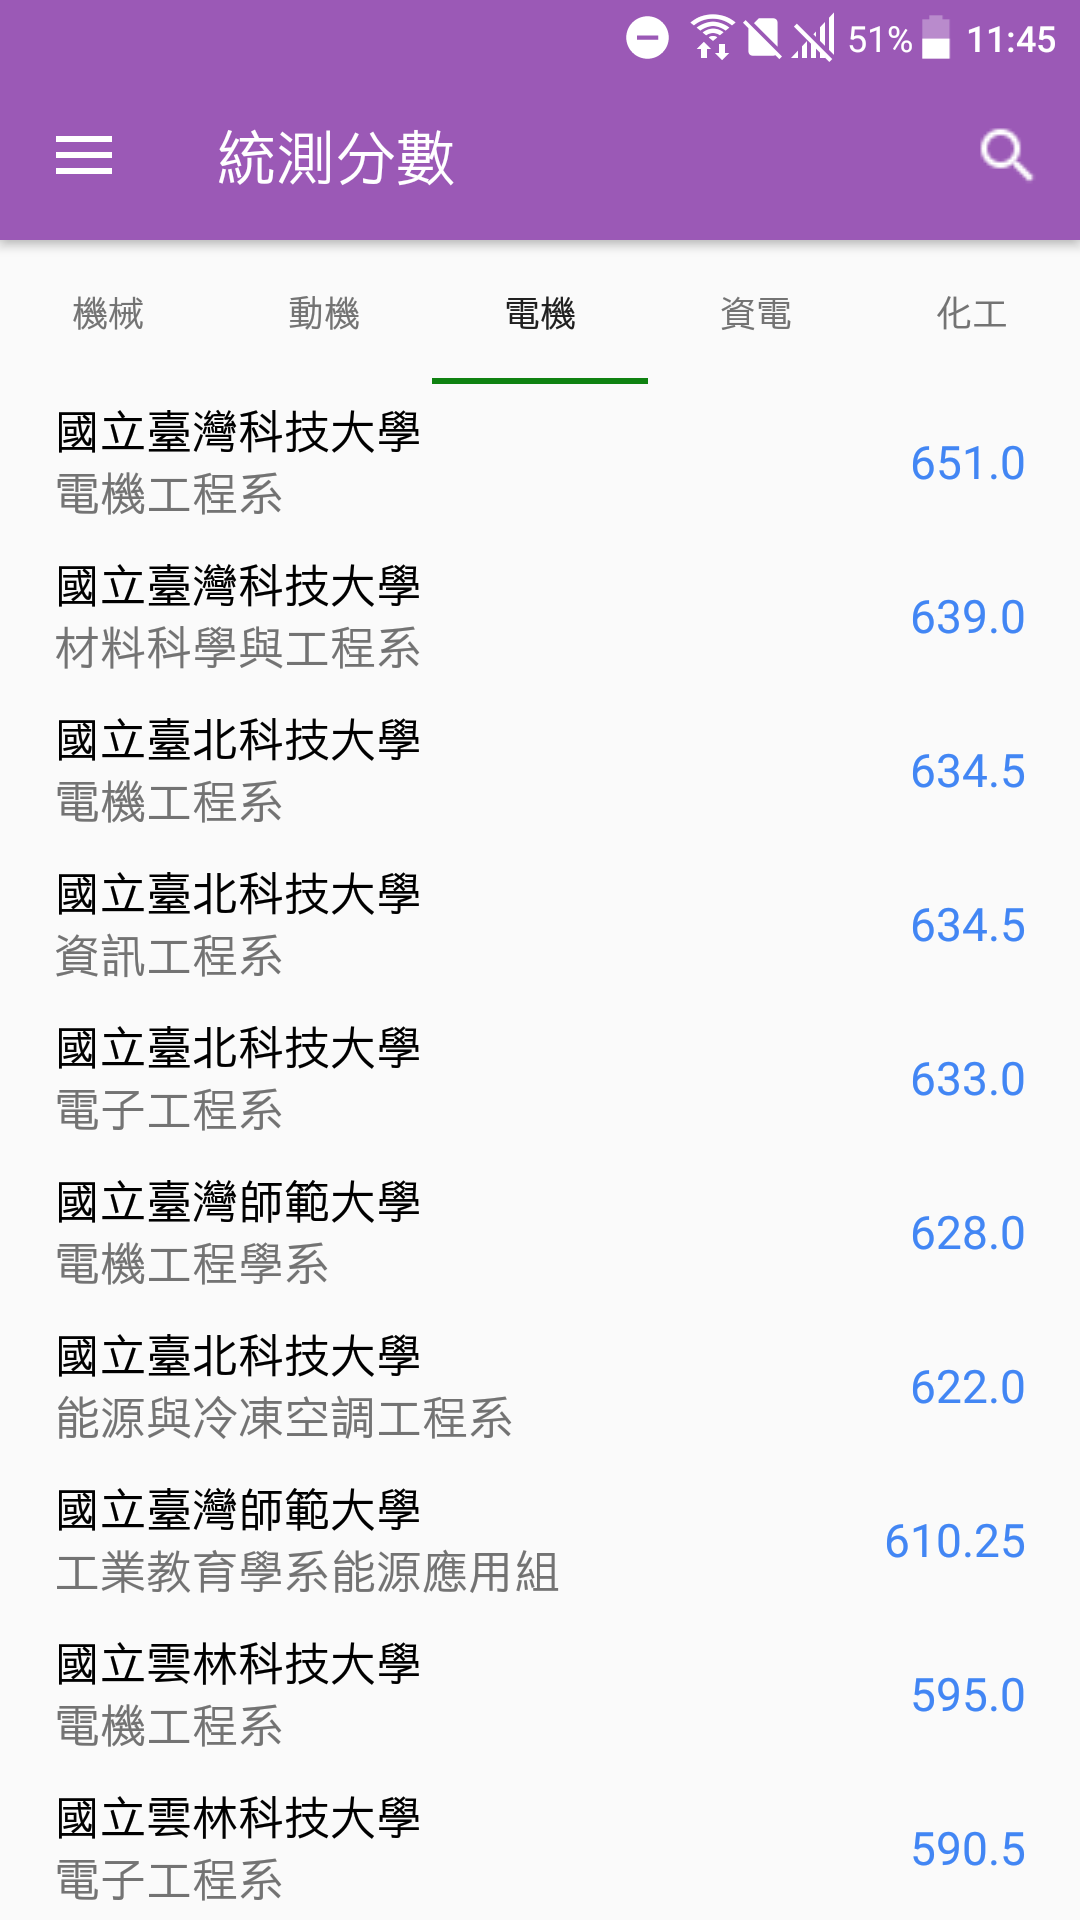 51% 11:45
統測分數
機械 動機 電機 資電 化工
國立臺灣科技大學
電機工程系
651.0
國立臺灣科技大學
材料科學與工程系
639.0
國立臺北科技大學
電機工程系
634.5
國立臺北科技大學
資訊工程系
634.5
國立臺北科技大學
電子工程系
633.0
國立臺灣師範大學
電機工程學系
628.0
國立臺北科技大學
能源與冷凍空調工程系
622.0
國立臺灣師範大學
工業教育學系能源應用組
610.25
國立雲林科技大學
電機工程系
595.0
國立雲林科技大學
電子工程系
590.5